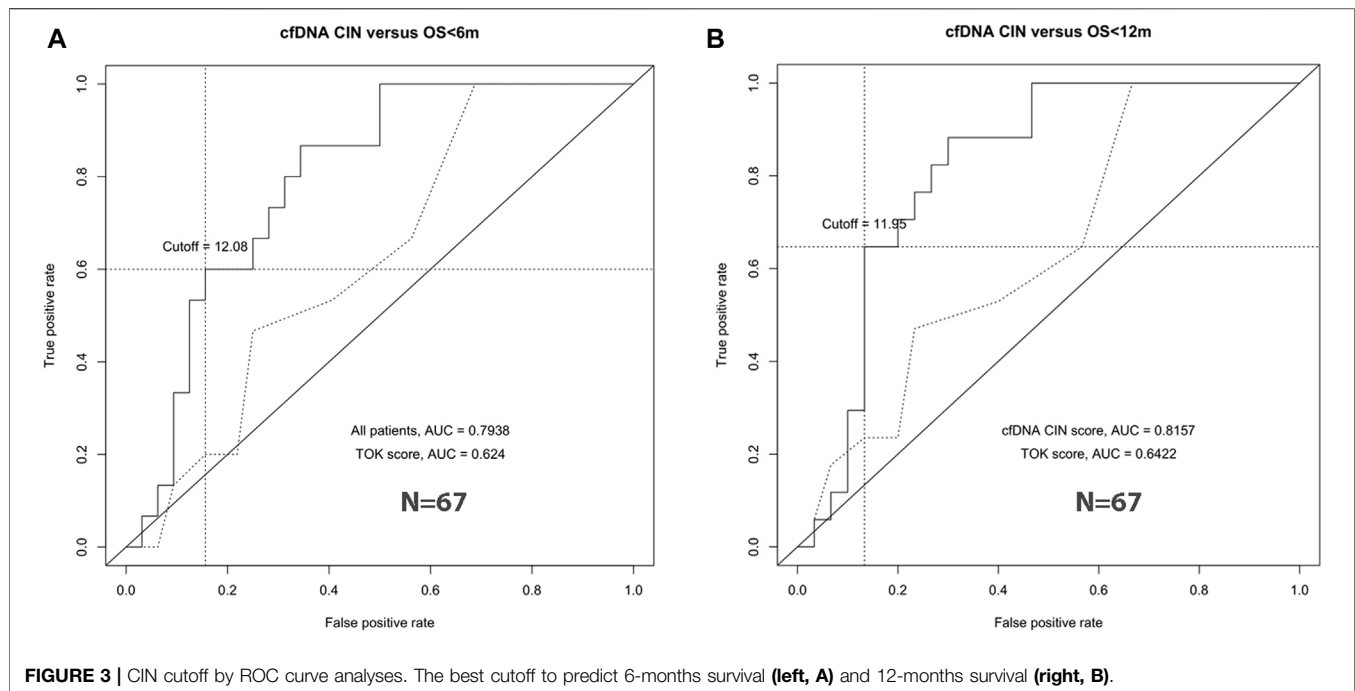 A
cfDNA CIN versus OS<6m
True positive rate
1.0
0.8
0.6
0.4
0.2
0.0
Cutoff = 12.08
All patients, AUC = 0.7938
TOK score, AUC = 0.624
N=67
0.0 0.2 0.4 0.6 0.8 1.0
False positive rate
B
cfDNA CIN versus OS<12m
True positive rate
1.0
0.8
0.6
0.4
0.2
0.0
Cutoff = 11.95
cfDNA CIN score, AUC = 0.8157
TOK score, AUC = 0.6422
N=67
0.0 0.2 0.4 0.6 0.8 1.0
False positive rate
FIGURE 3 | CIN cutoff by ROC curve analyses. The best cutoff to predict 6-months survival (left, A) and 12-months survival (right, B).